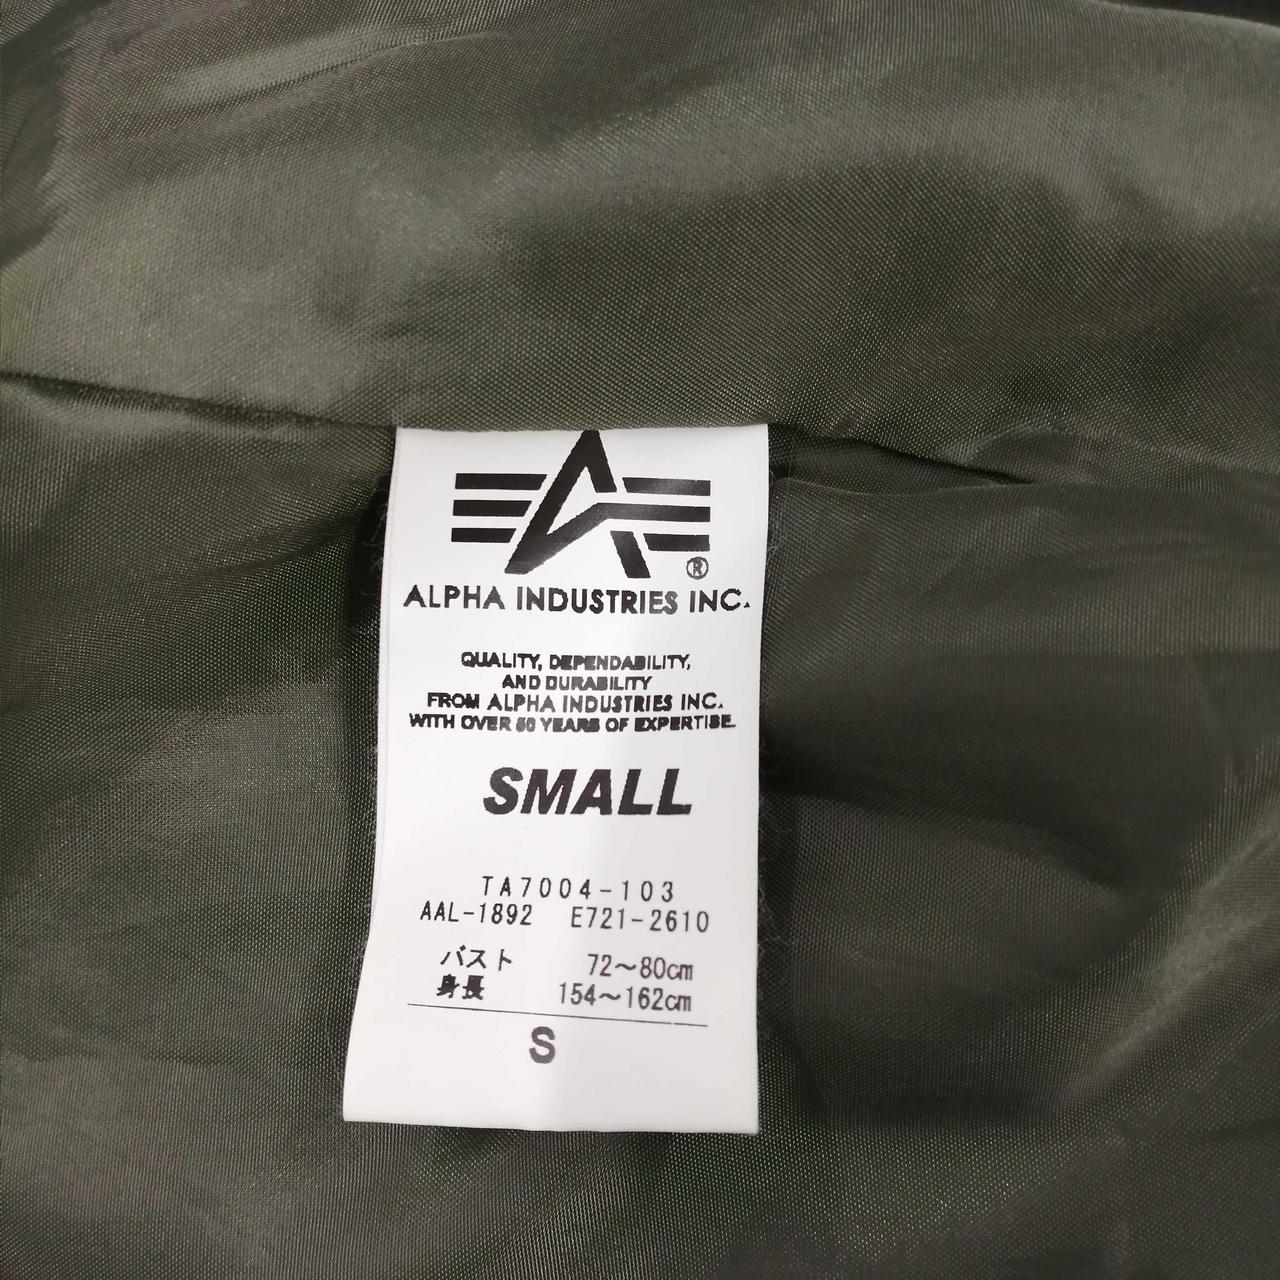 ®
ALPHA INDUSTRIES INC.
QUALITY, DEPENDABILITY,
AND DURABILITY
FROM ALPHA INDUSTRIES INC.
WITH OVER 50 YEARS OF EXPERTISE.
SMALL
TA7004-103
AAL-1892 E721-2610
バスト 72~80cm
身長 154~162cm
S